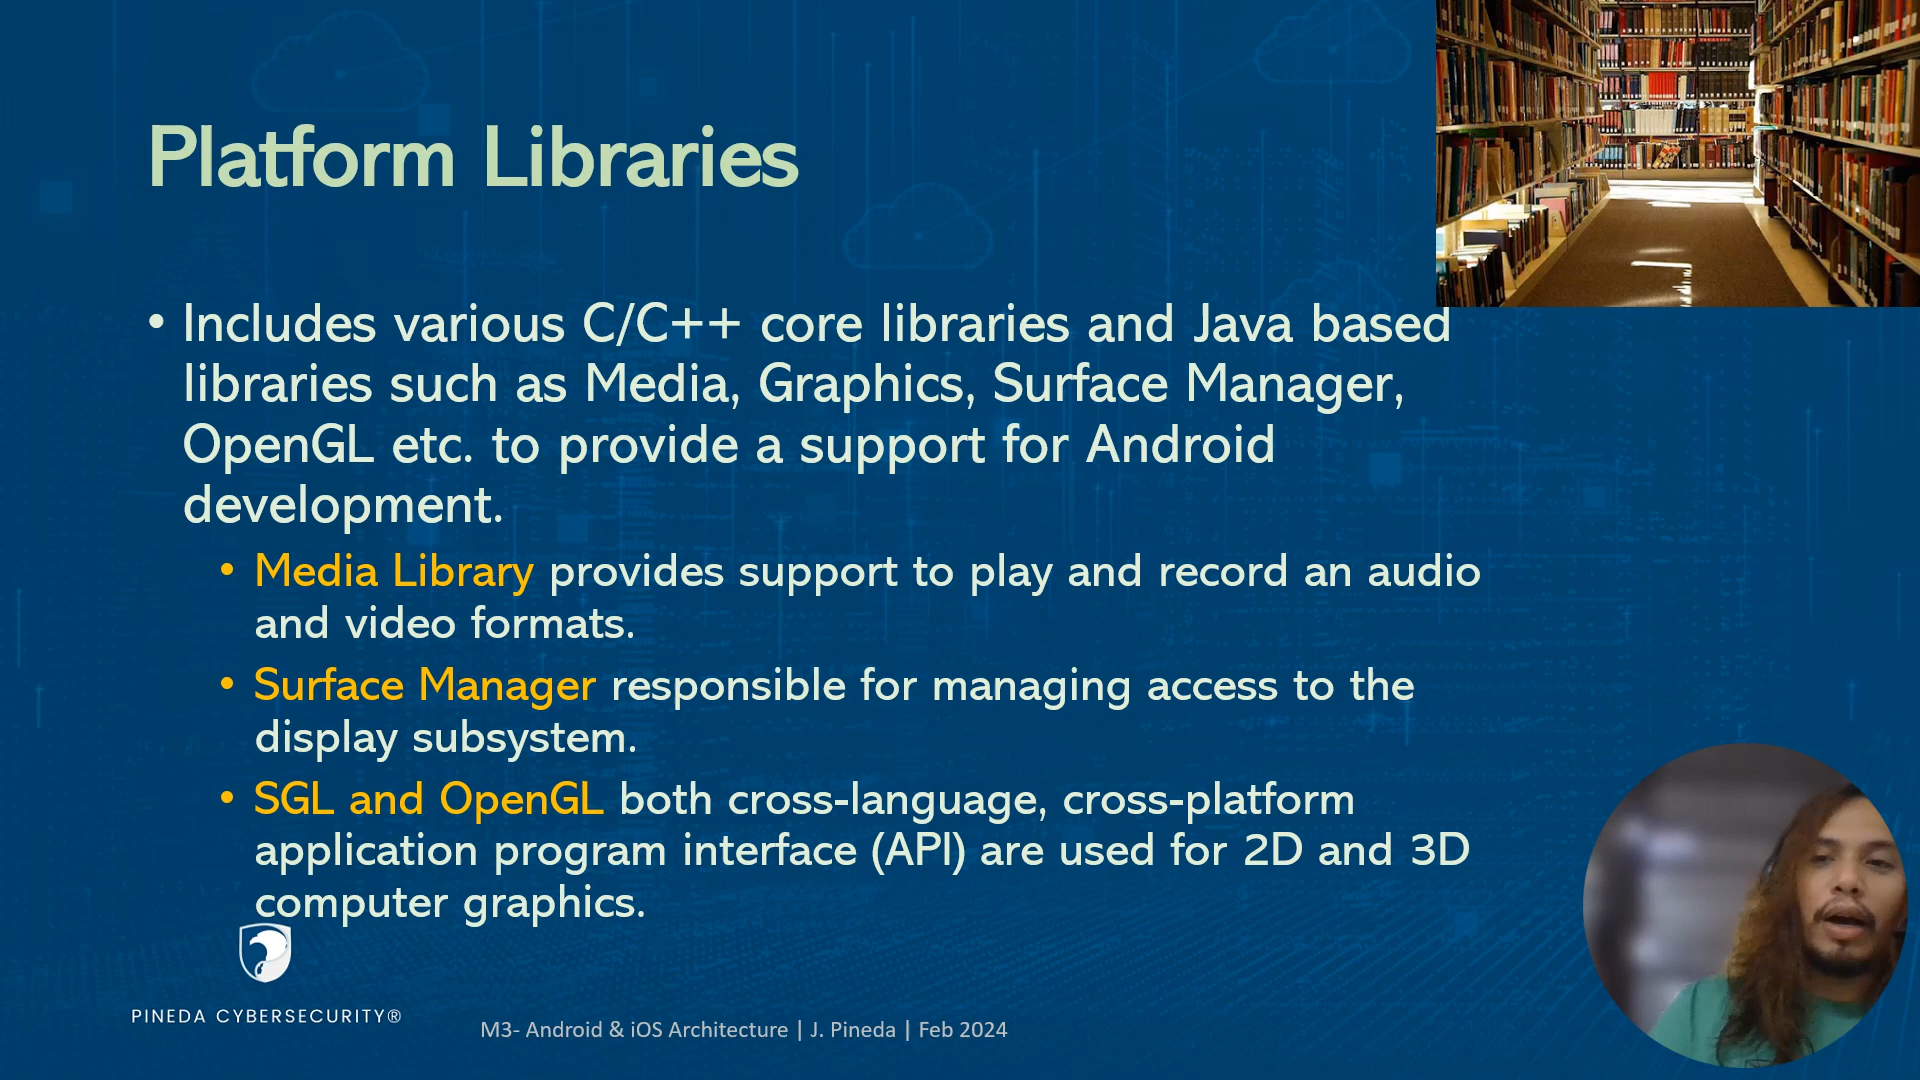 Platform Libraries
• Includes various C/C++ core libraries and Java based
libraries such as Media, Graphics, Surface Manager,
OpenGL etc. to provide a support for Android
development.
• Media Library provides support to play and record an audio
and video formats.
• Surface Manager responsible for managing access to the
display subsystem.
• SGL and OpenGL both cross-language, cross-platform
application program interface (API) are used for 2D and 3D
computer graphics.
PINEDA CYBERSECURITY®
M3- Android & iOS Architecture | J. Pineda | Feb 2024